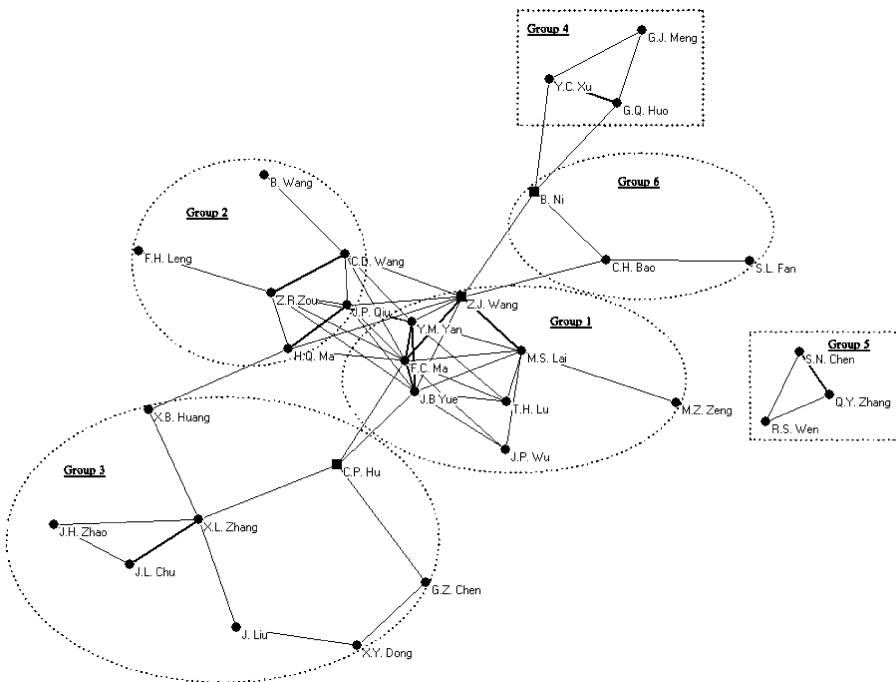 Group 4
G.J. Meng
Y.C. Xu
G.Q. Huo
B. Wang
Group 6
B. Ni
Group 2
F.H. Leng
C.D. Wang
C.H. Bao
S.L. Fan
Z.R.Zou
J.P. Qiu
Z.J. Wang
Y.M. Yan
Group 1
H.Q. Ma
F.C. Ma
M.S. Lai
Group 5
S.N. Chen
J.B Yue
T.H. Lu
M.Z. Zeng
Q.Y. Zhang
X.B. Huang
R.S. Wen
J.P. Wu
Group 3
C.P. Hu
J.H. Zhao
X.L. Zhang
J.L. Chu
G.Z. Chen
J. Liu
X.Y. Dong